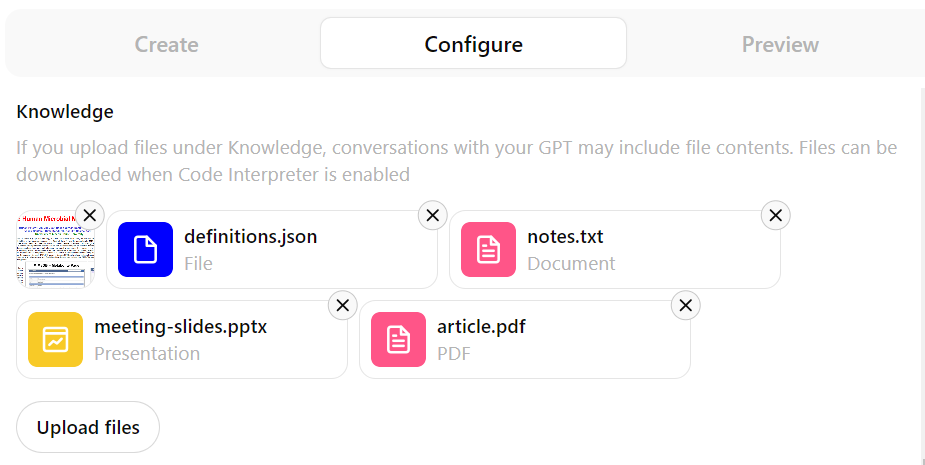 Create
Configure
Preview
Knowledge
If you upload files under Knowledge, conversations with your GPT may include file contents. Files can be
downloaded when Code Interpreter is enabled
Human Microbial M
definitions.json
File
notes.txt
Document
meeting-slides.pptx
Presentation
article.pdf
PDF
Upload files